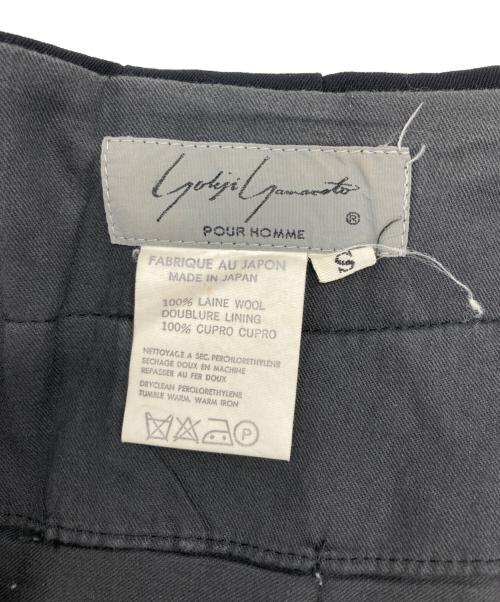 Yohji Yamamoto
®
POUR HOMME
S
FABRIQUE AU JAPON
MADE IN JAPAN
100% LAINE WOOL
DOUBLURE LINING
100% CUPRO CUPRO
NETTOYAGE A SEC. PERCHLORETHYLENE
SECHAGE DOUX EN MACHINE
REPASSER AU FER DOUX
DRYCLEAN PEROLORETHYLENE
TUMBLE WARM, WARM IRON
P